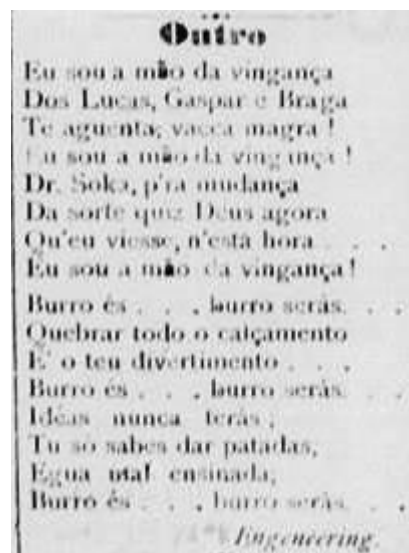 Outro
Eu sou a mão da vingança
Dos Lucas, Gaspar e Braga
Te aguenta, vacca magra !
Eu sou a mão da vingança !
Dr. Soka, p'ra mudança
Da sorte quiz Deus agora
Qu'eu viesse, n'esta hora . . .
Eu sou a mão da vingança!
Burro és . . . burro serás. . .
Quebrar todo o calçamento
E' o teu divertimento . . .
Burro és . . . burro serás. . .
Idéas nunca terás ;
Tu só sabes dar patadas,
Egua mal ensinada,
Burro és . . . burro serás. . .
Engeneering.